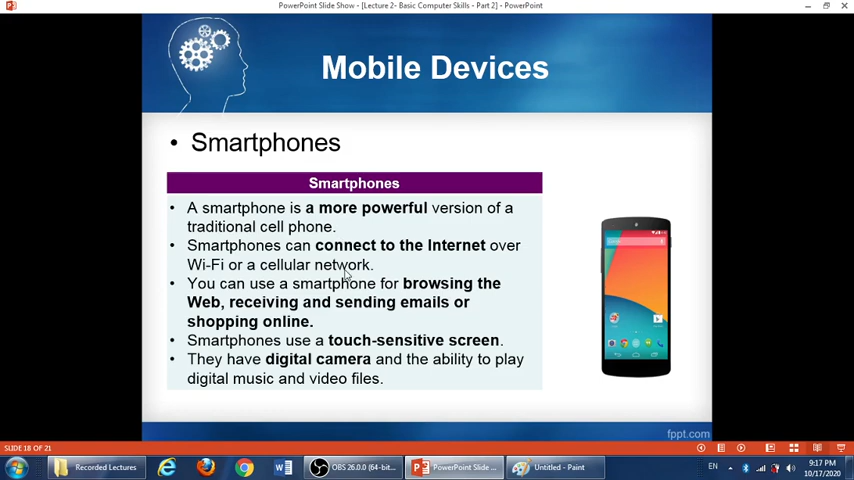 PowerPoint Slide Show - [Lecture 2- Basic Computer Skills - Part 2] - PowerPoint
Mobile Devices
• Smartphones
Smartphones
• A smartphone is a more powerful version of a
traditional cell phone.
• Smartphones can connect to the Internet over
Wi-Fi or a cellular network.
• You can use a smartphone for browsing the
Web, receiving and sending emails or
shopping online.
• Smartphones use a touch-sensitive screen.
• They have digital camera and the ability to play
digital music and video files.
fppt.com
SLIDE 18 OF 21
Recorded Lectures
OBS 26.0.0 (64-bit...
PowerPoint Slide ...
Untitled - Paint
EN
9:17 PM
10/17/2020